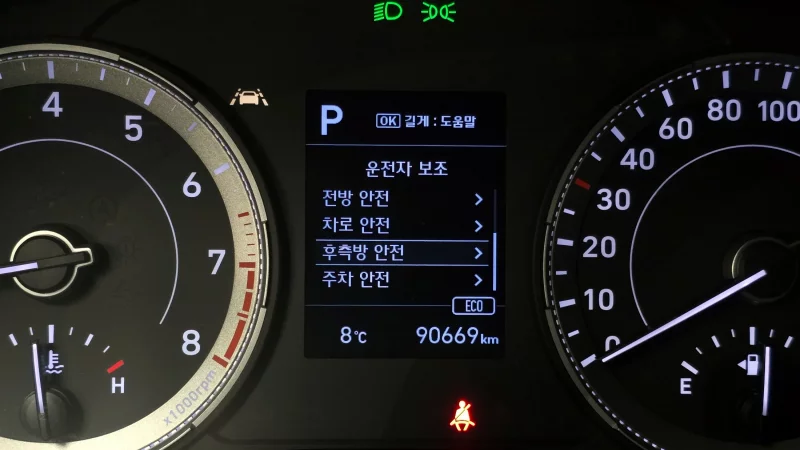 P
OK 길게 : 도움말
운전자 보조
전방 안전
차로 안전
후측방 안전
주차 안전
ECO
8℃ 90669km
4
5
6
7
8
x1000rpm
H
0
10
20
30
40
60
80
100
E